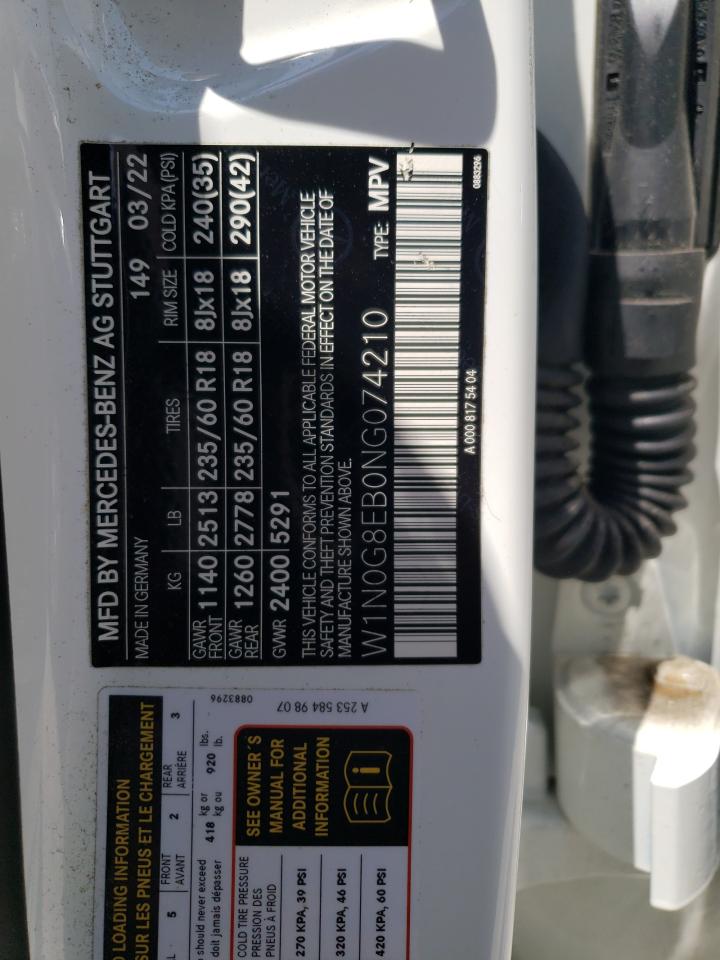 MFD BY MERCEDES-BENZ AG STUTTGART
MADE IN GERMANY 149 03/22
KG LB TIRES RIM SIZE COLD KPA(PSI)
GAWR FRONT 1140 2513 235/60 R18 8Jx18 240(35)
GAWR REAR 1260 2778 235/60 R18 8Jx18 290(42)
GVWR 2400 5291
THIS VEHICLE CONFORMS TO ALL APPLICABLE FEDERAL MOTOR VEHICLE
SAFETY AND THEFT PREVENTION STANDARDS IN EFFECT ON THE DATE OF
MANUFACTURE SHOWN ABOVE.
W1N0G8EB0NG074210 TYPE: MPV
A 000 817 54 04 0883296
LOADING INFORMATION
SUR LES PNEUS ET LE CHARGEMENT
5 FRONT 2 REAR 3
AVANT ARRIÈRE
should never exceed 418 kg or 920 lbs.
doit jamais dépasser kg ou lb.
COLD TIRE PRESSURE
PRESSION DES
PNEUS À FROID
270 KPA, 39 PSI
320 KPA, 46 PSI
420 KPA, 60 PSI
SEE OWNER'S
MANUAL FOR
ADDITIONAL
INFORMATION
A 253 584 98 07 0883296